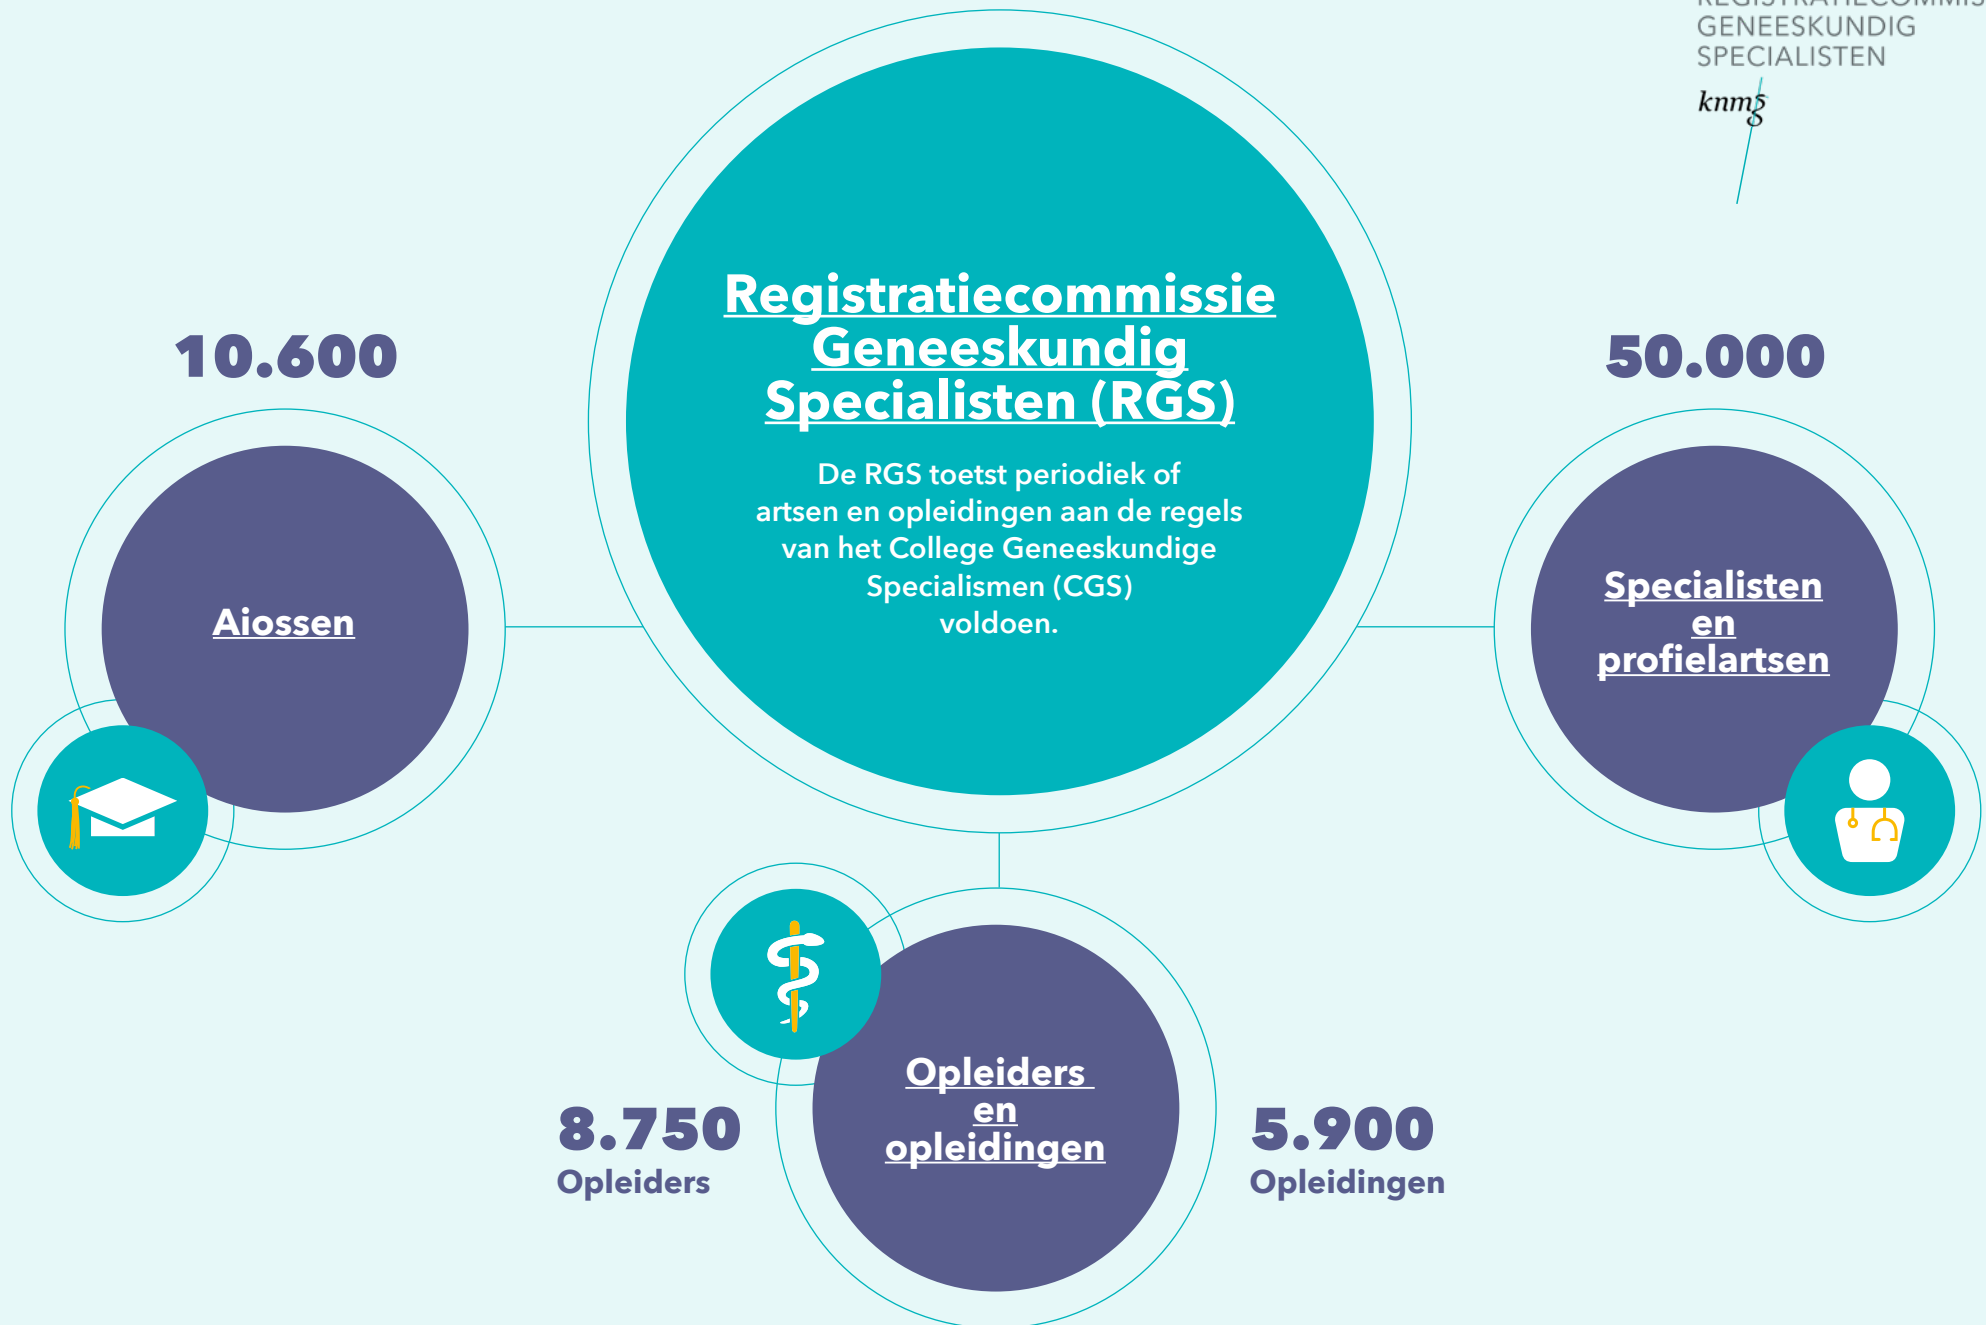 GENEESKUNDIG
SPECIALISTEN
knmg
Registratiecommissie
Geneeskundig
Specialisten (RGS)
De RGS toetst periodiek of
artsen en opleidingen aan de regels
van het College Geneeskundige
Specialismen (CGS)
voldoen.
10.600
Aiossen
50.000
Specialisten
en
profielartsen
Opleiders
en
opleidingen
8.750
Opleiders
5.900
Opleidingen